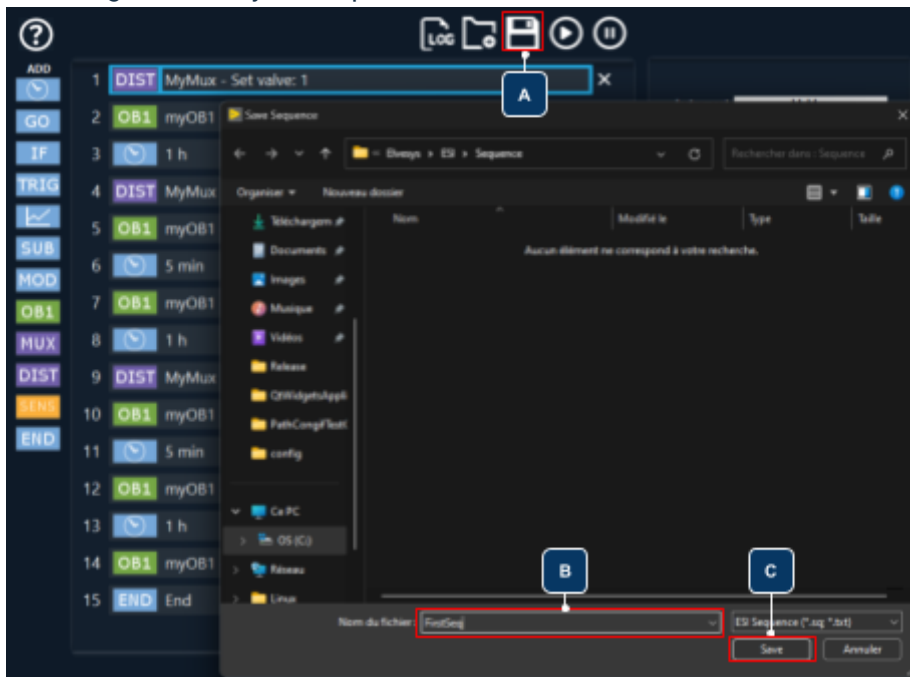 ?
LOG
ADD
GO
IF
TRIG
SUB
MOD
OB1
MUX
DIST
SENS
END
1 DIST MyMux - Set valve: 1 ×
2 OB1 myOB1
3 1 h
4 DIST MyMux
5 OB1 myOB1
6 5 min
7 OB1 myOB1
8 1 h
9 DIST MyMux
10 OB1 myOB1
11 5 min
12 OB1 myOB1
13 1 h
14 OB1 myOB1
15 END End
A
Save Sequence
Elvesys > ESI > Sequence
Rechercher dans : Sequence
Organiser Nouveau dossier
Nom Modifié le Type Taille
Aucun élément ne correspond à votre recherche.
Téléchargem
Documents
Images
Musique
Vidéos
Release
QtWidgetsAppli
config
Ce PC
OS (C:)
Réseau
Linux
B
C
Nom du fichier : FirstSeq
ESI Sequence (*.sq; *.txt)
Save Annuler